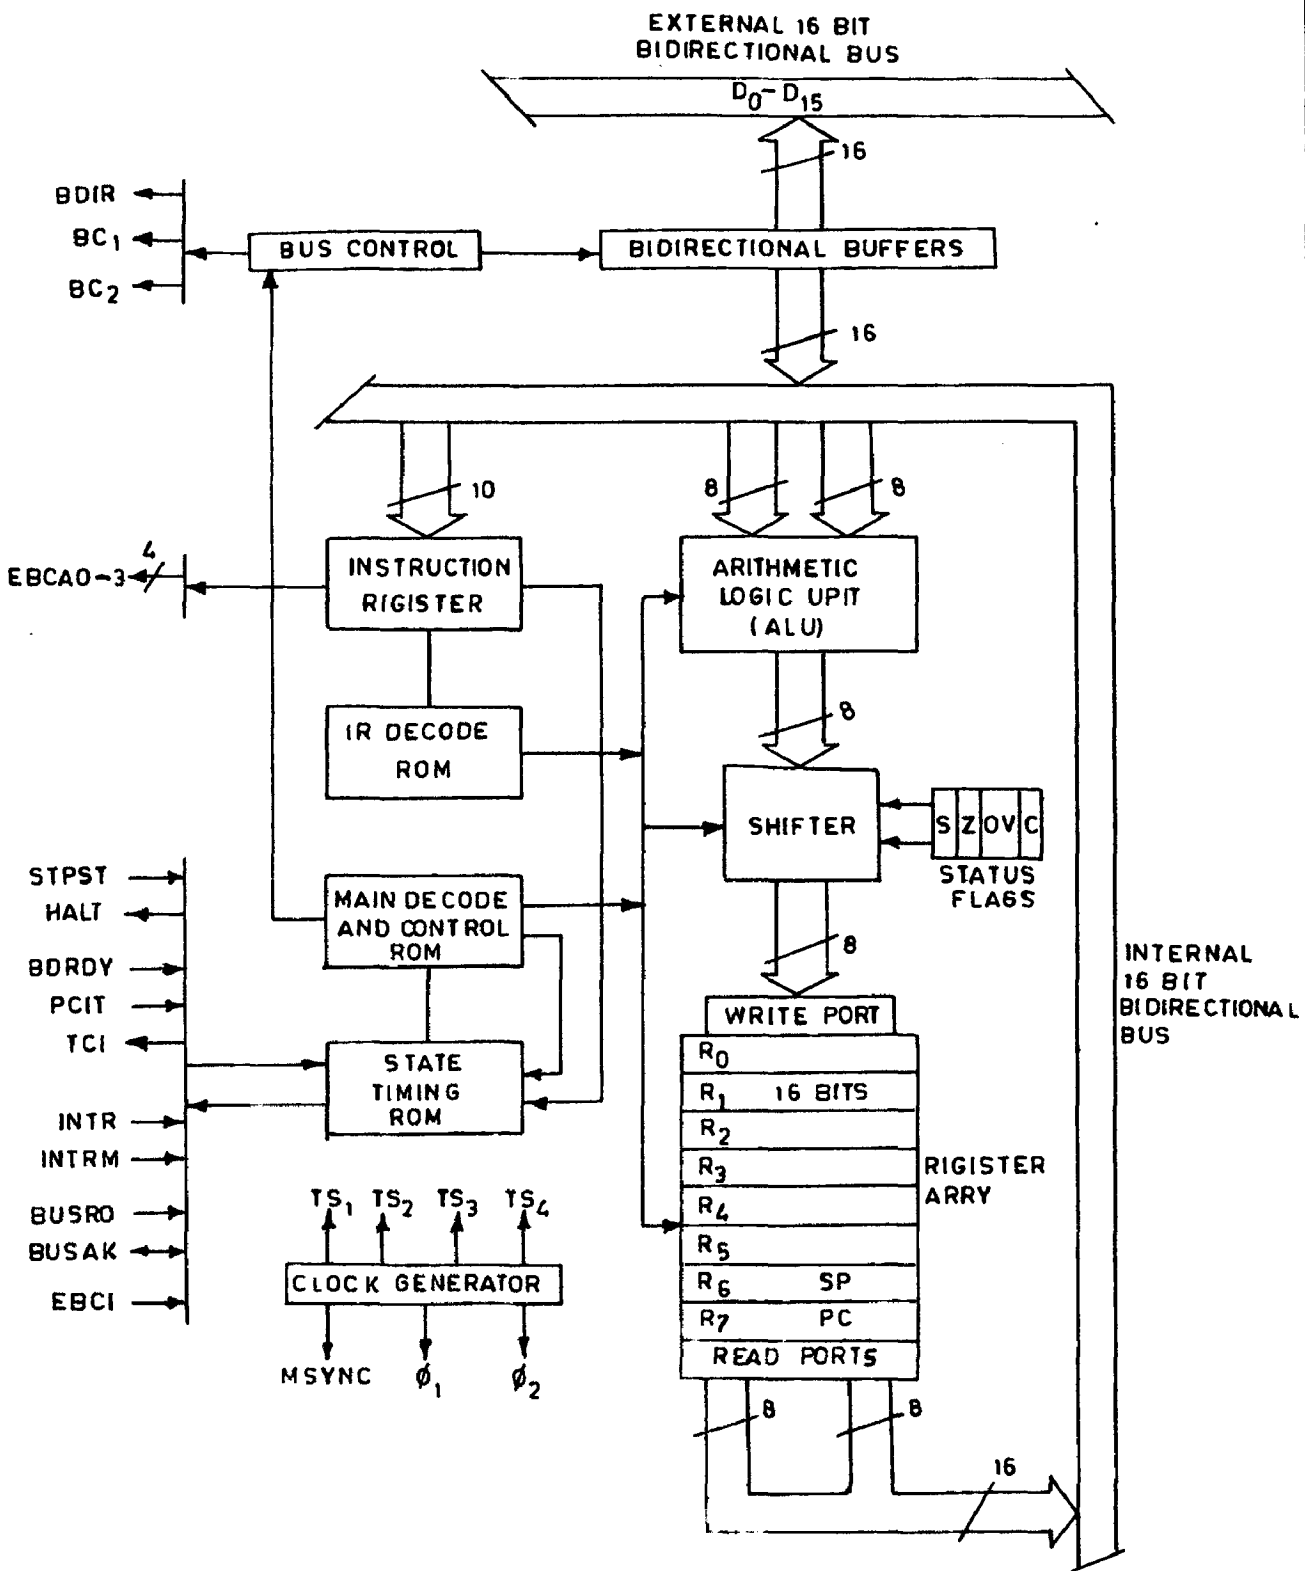 EXTERNAL 16 BIT
BIDIRECTIONAL BUS
D0-D15
16
BDIR
BC1
BC2
BUS CONTROL
BIDIRECTIONAL BUFFERS
16
10
8
8
EBCA0-3
4
INSTRUCTION
RIGISTER
ARITHMETIC
LOGIC UPIT
(ALU)
IR DECODE
ROM
8
SHIFTER
S Z OV C
STATUS
FLAGS
STPST
HALT
BDRDY
PCIT
TCI
MAIN DECODE
AND CONTROL
ROM
8
INTERNAL
16 BIT
BIDIRECTIONAL
BUS
WRITE PORT
STATE
TIMING
ROM
R0
R1 16 BITS
R2
R3
R4
R5
R6 SP
R7 PC
READ PORTS
RIGISTER
ARRY
INTR
INTRM
BUSRO
BUSAK
EBCI
TS1 TS2 TS3 TS4
CLOCK GENERATOR
MSYNC ø1 ø2
8
8
16